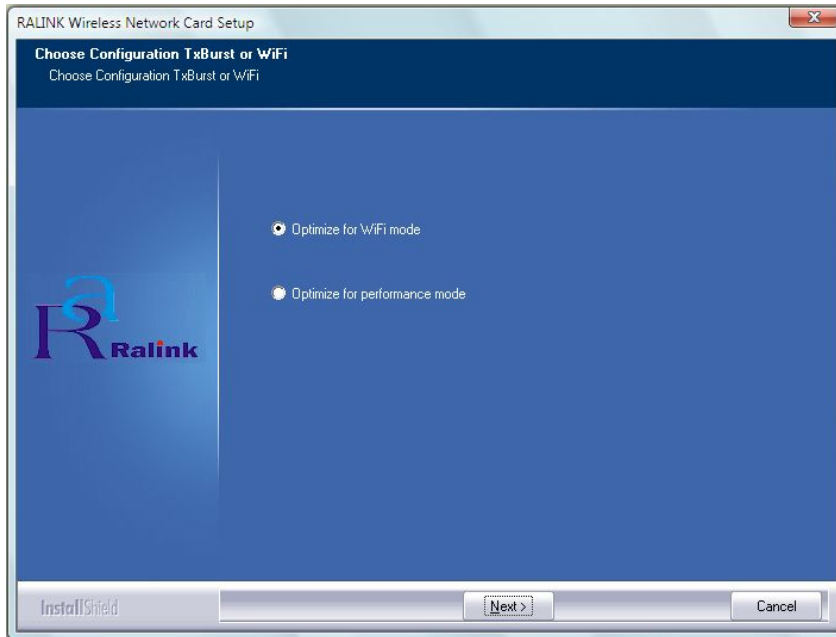 RALINK Wireless Network Card Setup
Choose Configuration TxBurst or WiFi
Choose Configuration TxBurst or WiFi
Optimize for WiFi mode
Optimize for performance mode
Ralink
InstallShield
Next >
Cancel